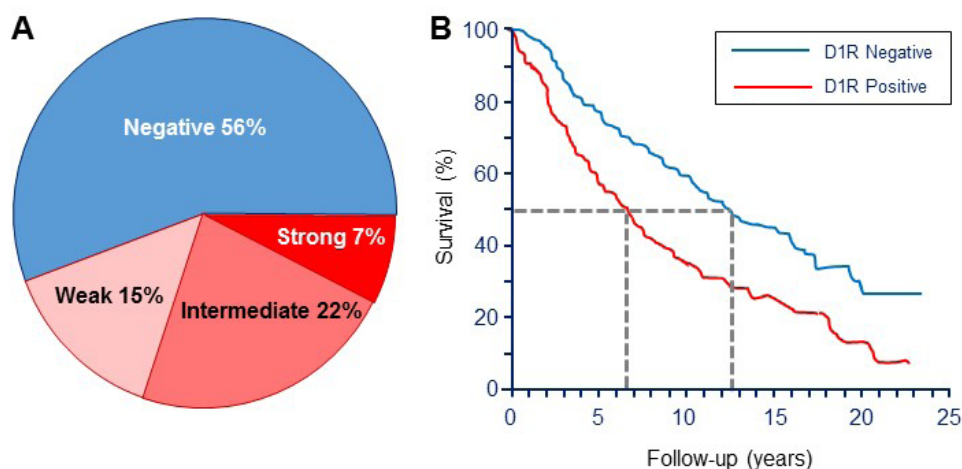 A
Negative 56%
Strong 7%
Weak 15%
Intermediate 22%
B
D1R Negative
D1R Positive
Survival (%)
100
80
60
40
20
0
0 5 10 15 20 25
Follow-up (years)